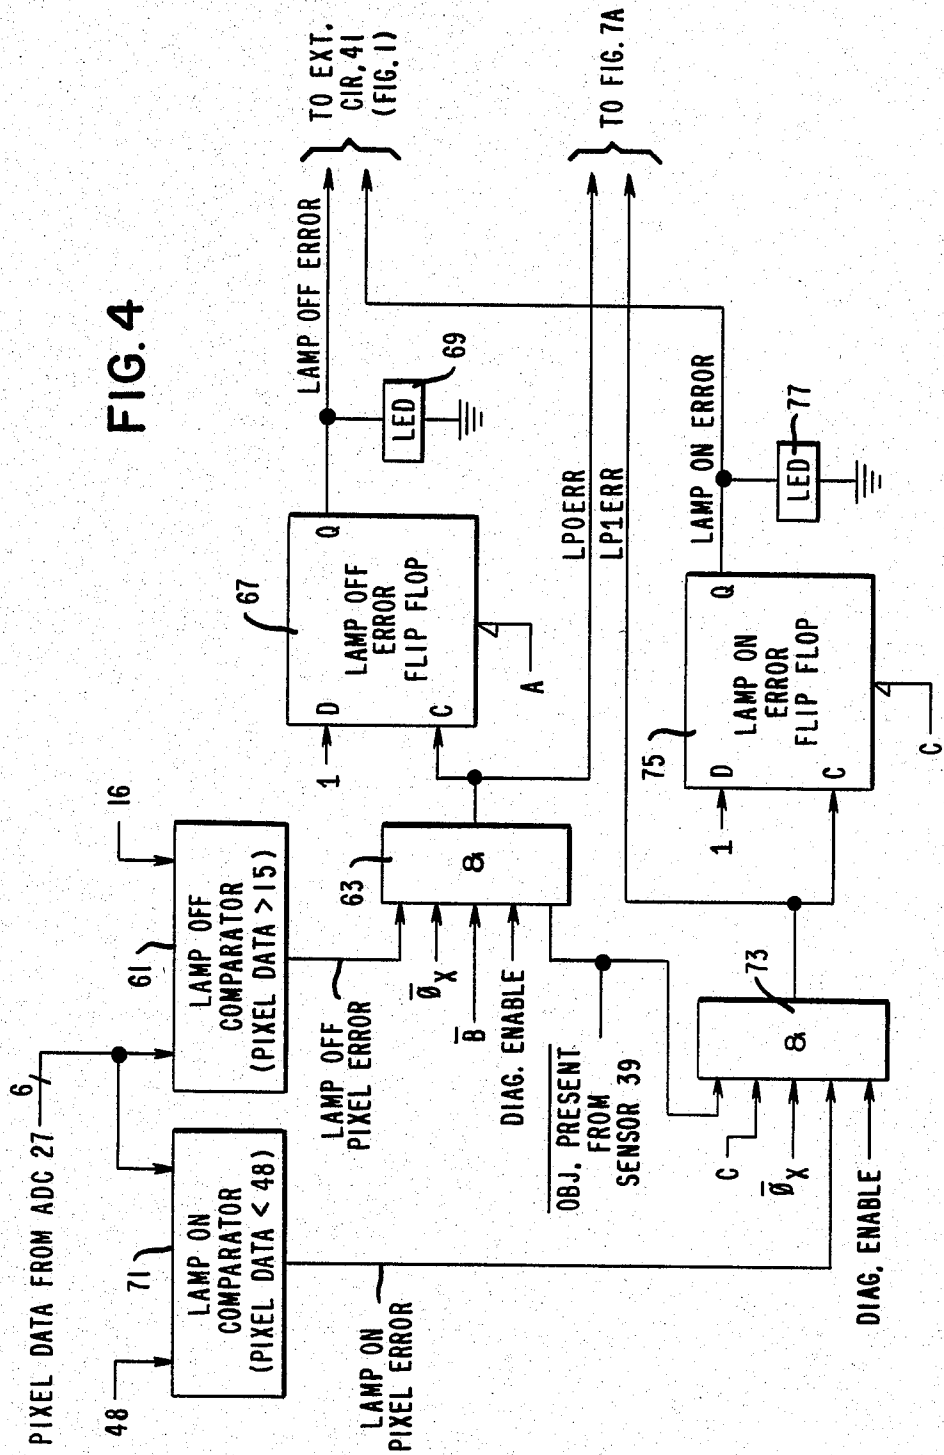 FIG. 4
PIXEL DATA FROM ADC 27
6
48
71
LAMP ON
COMPARATOR
(PIXEL DATA < 48)
61
16
LAMP OFF
COMPARATOR
(PIXEL DATA >15)
LAMP ON
PIXEL ERROR
LAMP OFF
PIXEL ERROR
63
&
Ø̅X
B̅
DIAG. ENABLE
O̅B̅J̅.̅ ̅P̅R̅E̅S̅E̅N̅T̅
FROM
SENSOR 39
73
&
C
Ø̅X
DIAG. ENABLE
67
1
D
C
Q
LAMP OFF
ERROR
FLIP FLOP
A
LED
69
LAMP OFF ERROR
TO EXT.
CIR, 41
(FIG. 1)
LP0ERR
LP1ERR
TO FIG. 7A
75
1
D
C
Q
LAMP ON
ERROR
FLIP FLOP
C
LED
77
LAMP ON ERROR